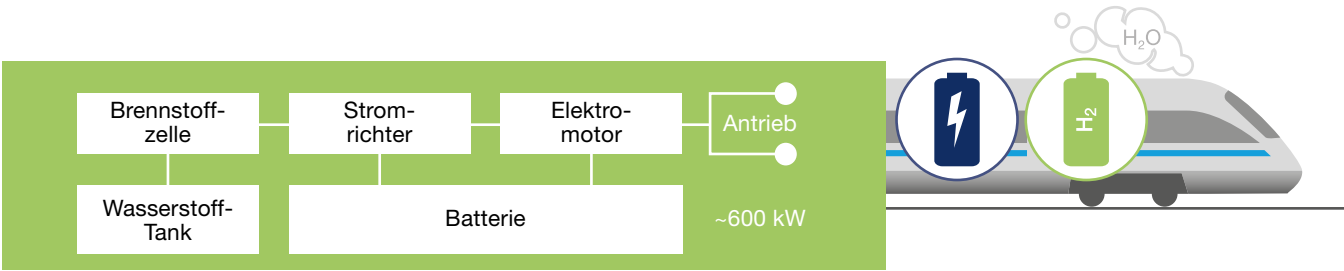 Brennstoff-
zelle
Strom-
richter
Elektro-
motor
Antrieb
Wasserstoff-
Tank
Batterie
~600 kW
H₂
H₂O